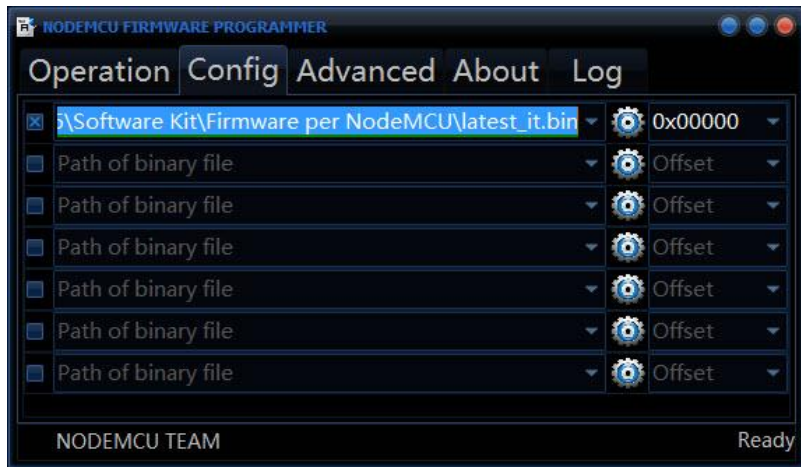 NODEMCU FIRMWARE PROGRAMMER
Operation Config Advanced About Log
5\Software Kit\Firmware per NodeMCU\latest_it.bin 0x00000
Path of binary file Offset
Path of binary file Offset
Path of binary file Offset
Path of binary file Offset
Path of binary file Offset
Path of binary file Offset
NODEMCU TEAM Ready